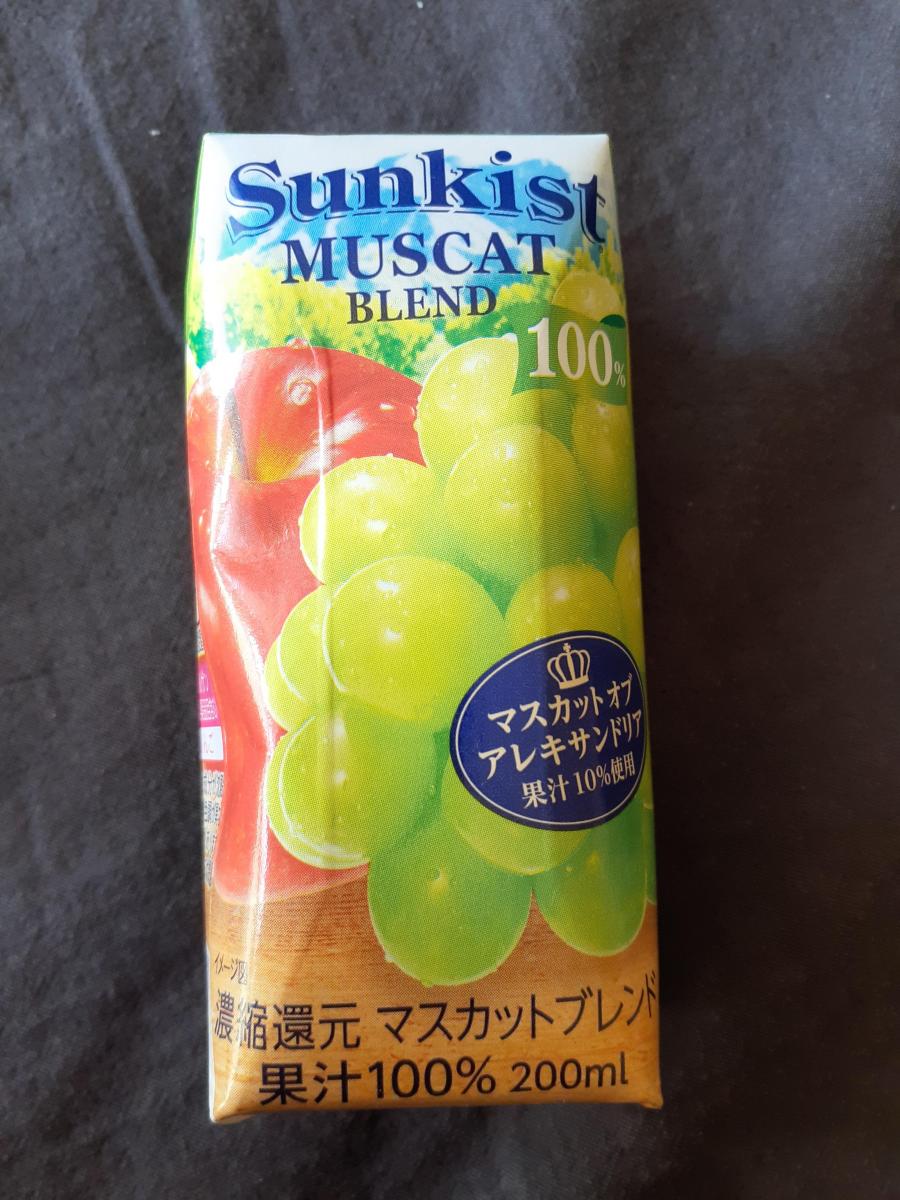 Sunkist
MUSCAT
BLEND
100%
マスカット オブ
アレキサンドリア
果汁10%使用
イメージ図
濃縮還元 マスカットブレンド
果汁100% 200ml